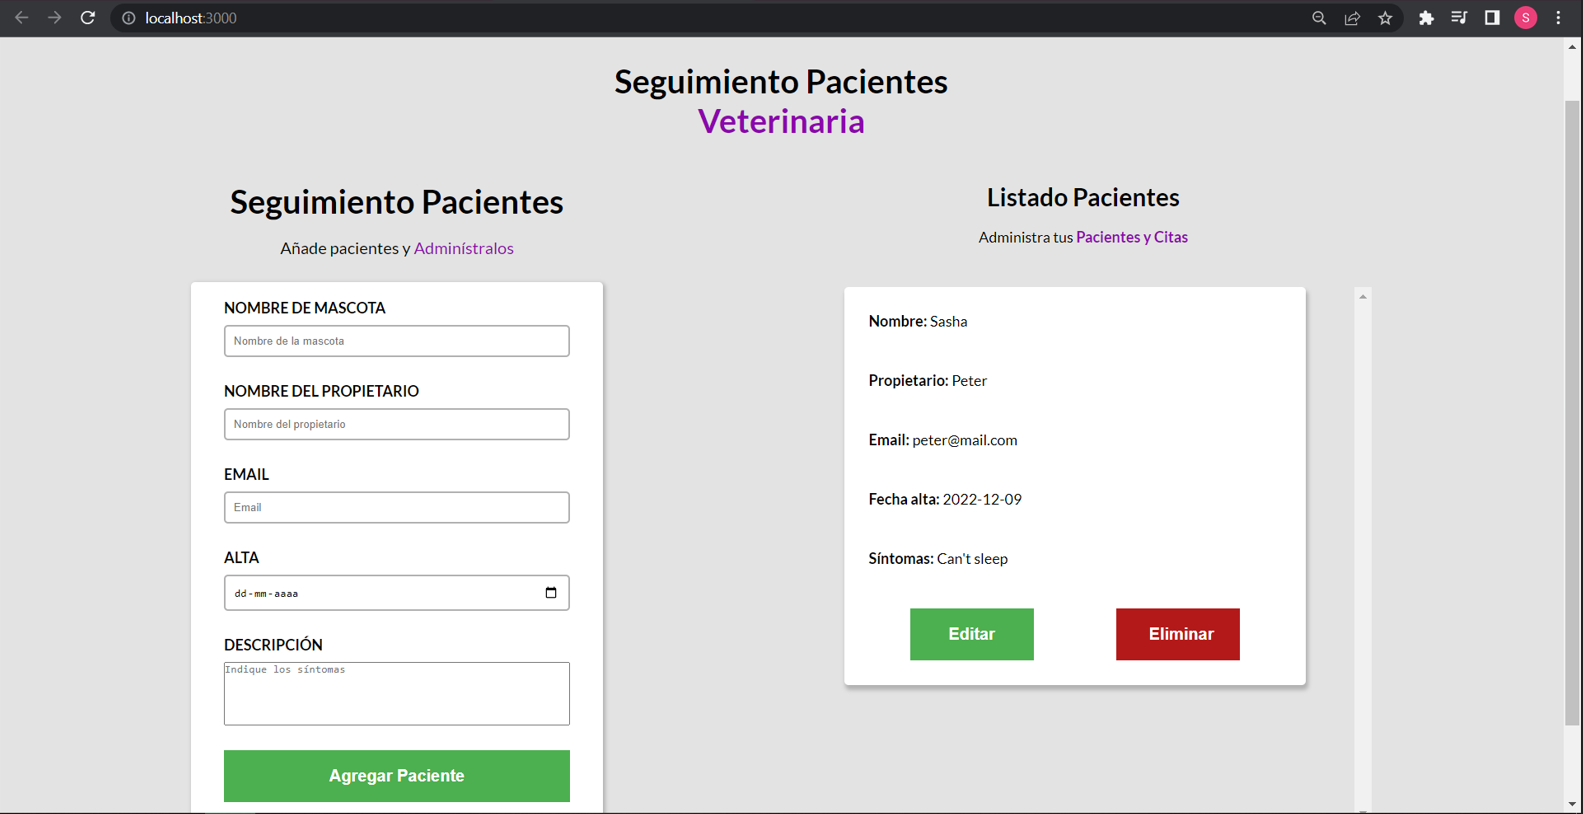 localhost:3000
S
Seguimiento Pacientes
Veterinaria
Seguimiento Pacientes
Añade pacientes y Adminístralos
NOMBRE DE MASCOTA
Nombre de la mascota
NOMBRE DEL PROPIETARIO
Nombre del propietario
EMAIL
Email
ALTA
dd-mm-aaaa
DESCRIPCIÓN
Indique los síntomas
Agregar Paciente
Listado Pacientes
Administra tus Pacientes y Citas
Nombre: Sasha
Propietario: Peter
Email: peter@mail.com
Fecha alta: 2022-12-09
Síntomas: Can't sleep
Editar
Eliminar